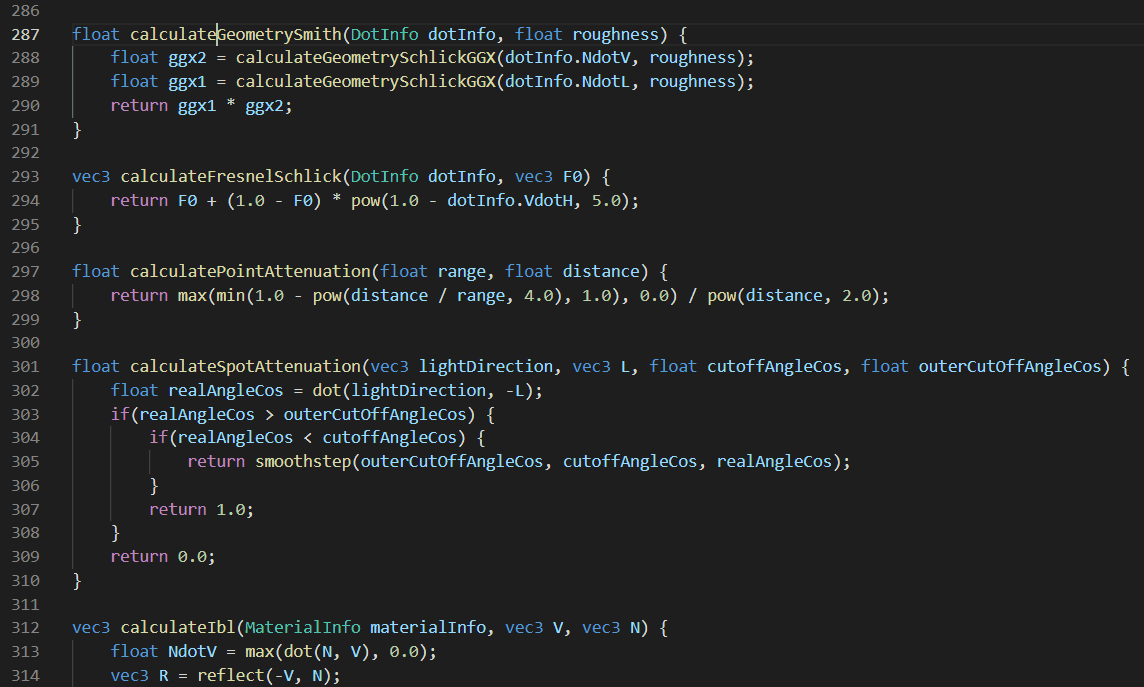 286
287 float calculateGeometrySmith(DotInfo dotInfo, float roughness) {
288 float ggx2 = calculateGeometrySchlickGGX(dotInfo.NdotV, roughness);
289 float ggx1 = calculateGeometrySchlickGGX(dotInfo.NdotL, roughness);
290 return ggx1 * ggx2;
291 }
292
293 vec3 calculateFresnelSchlick(DotInfo dotInfo, vec3 F0) {
294 return F0 + (1.0 - F0) * pow(1.0 - dotInfo.VdotH, 5.0);
295 }
296
297 float calculatePointAttenuation(float range, float distance) {
298 return max(min(1.0 - pow(distance / range, 4.0), 1.0), 0.0) / pow(distance, 2.0);
299 }
300
301 float calculateSpotAttenuation(vec3 lightDirection, vec3 L, float cutoffAngleCos, float outerCutOffAngleCos) {
302 float realAngleCos = dot(lightDirection, -L);
303 if(realAngleCos > outerCutOffAngleCos) {
304 if(realAngleCos < cutoffAngleCos) {
305 return smoothstep(outerCutOffAngleCos, cutoffAngleCos, realAngleCos);
306 }
307 return 1.0;
308 }
309 return 0.0;
310 }
311
312 vec3 calculateIbl(MaterialInfo materialInfo, vec3 V, vec3 N) {
313 float NdotV = max(dot(N, V), 0.0);
314 vec3 R = reflect(-V, N);